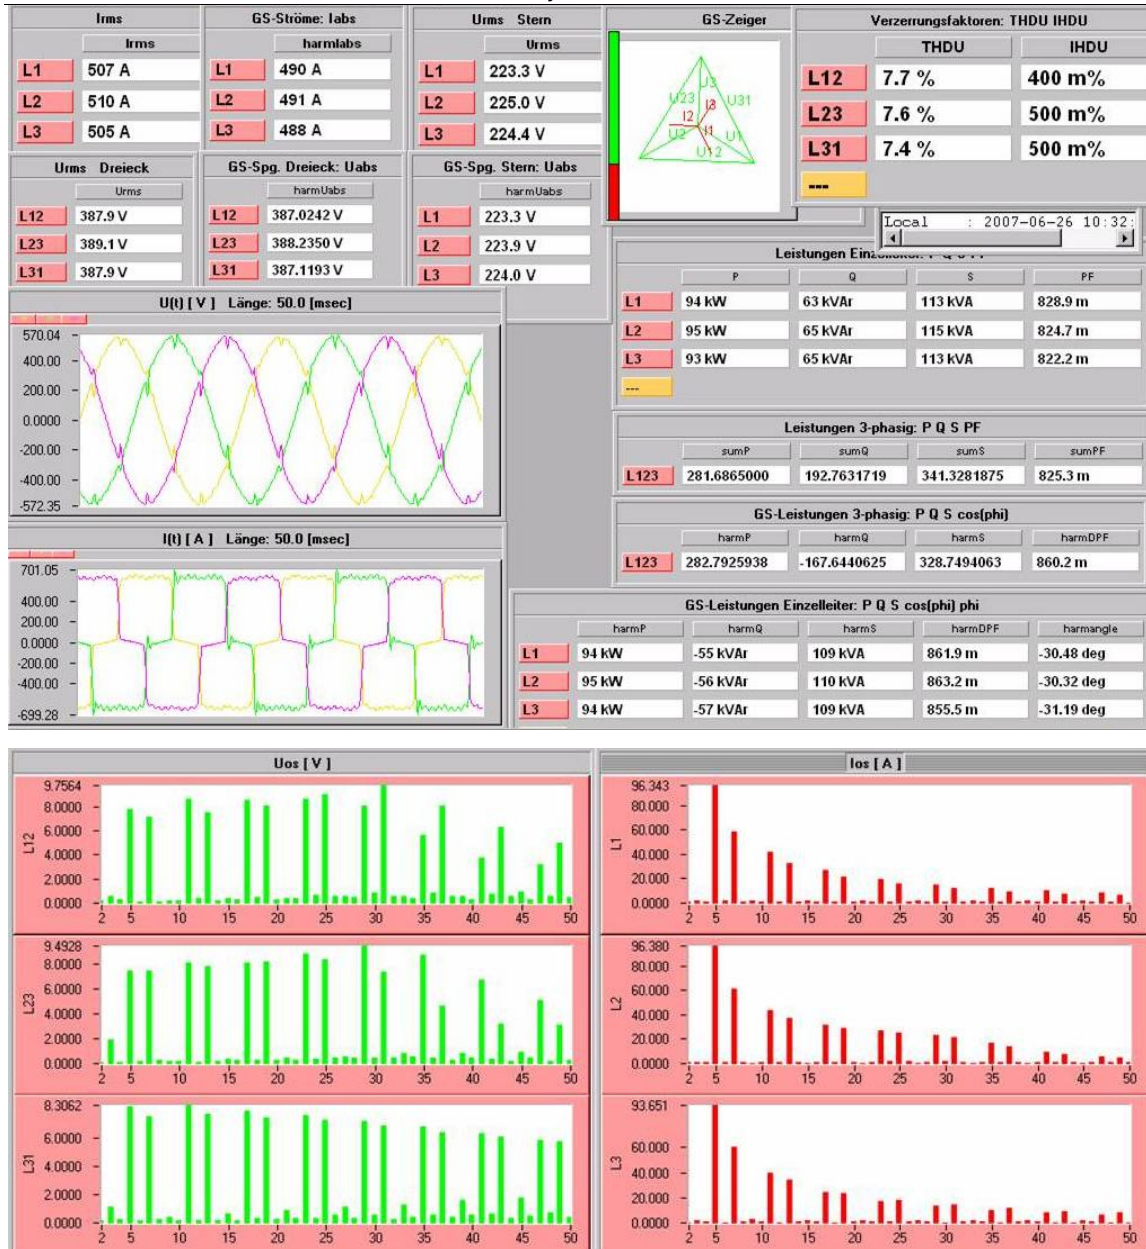 Irms
Irms
L1 507 A
L2 510 A
L3 505 A
GS-Ströme: Iabs
harmIabs
L1 490 A
L2 491 A
L3 488 A
Urms Stern
Urms
L1 223.3 V
L2 225.0 V
L3 224.4 V
GS-Zeiger
U3
U23 I3 U31
I2
U2 I1 U1
U12
Verzerrungsfaktoren: THDU IHDU
THDU IHDU
L12 7.7 % 400 m%
L23 7.6 % 500 m%
L31 7.4 % 500 m%
---
Urms Dreieck
Urms
L12 387.9 V
L23 389.1 V
L31 387.9 V
GS-Spg. Dreieck: Uabs
harmUabs
L12 387.0242 V
L23 388.2350 V
L31 387.1193 V
GS-Spg. Stern: Uabs
harmUabs
L1 223.3 V
L2 223.9 V
L3 224.0 V
Local : 2007-06-26 10:32:
Leistungen Einzelleiter: P Q S PF
P Q S PF
L1 94 kW 63 kVAr 113 kVA 828.9 m
L2 95 kW 65 kVAr 115 kVA 824.7 m
L3 93 kW 65 kVAr 113 kVA 822.2 m
---
U(t) [ V ] Länge: 50.0 [msec]
570.04
400.00
200.00
0.0000
-200.00
-400.00
-572.35
Leistungen 3-phasig: P Q S PF
sumP sumQ sumS sumPF
L123 281.6865000 192.7631719 341.3281875 825.3 m
GS-Leistungen 3-phasig: P Q S cos(phi)
harmP harmQ harmS harmDPF
L123 282.7925938 -167.6440625 328.7494063 860.2 m
I(t) [ A ] Länge: 50.0 [msec]
701.05
400.00
200.00
0.0000
-200.00
-400.00
-699.28
GS-Leistungen Einzelleiter: P Q S cos(phi) phi
harmP harmQ harmS harmDPF harmangle
L1 94 kW -55 kVAr 109 kVA 861.9 m -30.48 deg
L2 95 kW -56 kVAr 110 kVA 863.2 m -30.32 deg
L3 94 kW -57 kVAr 109 kVA 855.5 m -31.19 deg
Uos [ V ]
9.7564
8.0000
6.0000
4.0000
2.0000
0.0000
L12
2 5 10 15 20 25 30 35 40 45 50
9.4928
8.0000
6.0000
4.0000
2.0000
0.0000
L23
2 5 10 15 20 25 30 35 40 45 50
8.3062
6.0000
4.0000
2.0000
0.0000
L31
2 5 10 15 20 25 30 35 40 45 50
Ios [ A ]
96.343
80.000
60.000
40.000
20.000
0.0000
L1
2 5 10 15 20 25 30 35 40 45 50
96.380
80.000
60.000
40.000
20.000
0.0000
L2
2 5 10 15 20 25 30 35 40 45 50
93.651
60.000
40.000
20.000
0.0000
L3
2 5 10 15 20 25 30 35 40 45 50